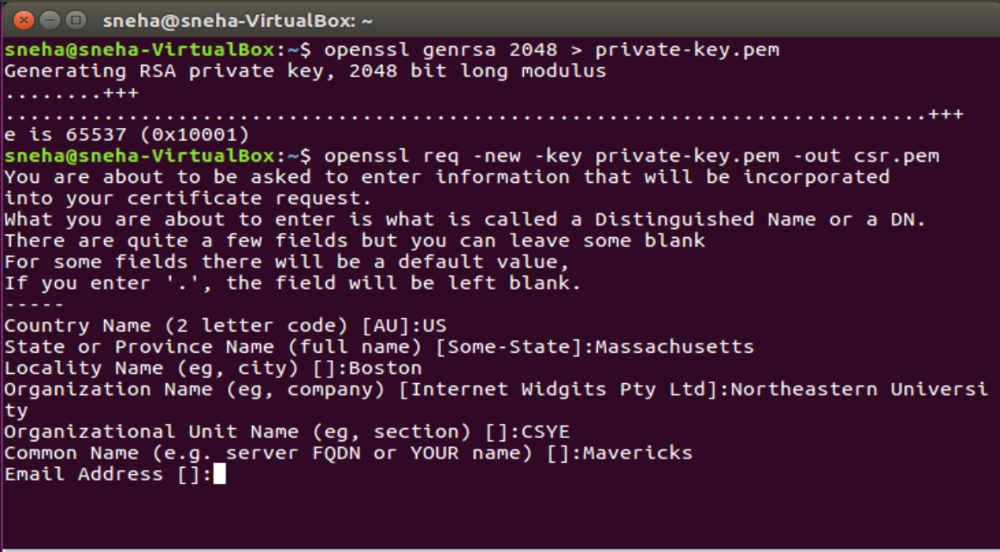 sneha@sneha-VirtualBox: ~
sneha@sneha-VirtualBox:~$ openssl genrsa 2048 > private-key.pem
Generating RSA private key, 2048 bit long modulus
........+++
...........................................................................+++
e is 65537 (0x10001)
sneha@sneha-VirtualBox:~$ openssl req -new -key private-key.pem -out csr.pem
You are about to be asked to enter information that will be incorporated
into your certificate request.
What you are about to enter is what is called a Distinguished Name or a DN.
There are quite a few fields but you can leave some blank
For some fields there will be a default value,
If you enter '.', the field will be left blank.
-----
Country Name (2 letter code) [AU]:US
State or Province Name (full name) [Some-State]:Massachusetts
Locality Name (eg, city) []:Boston
Organization Name (eg, company) [Internet Widgits Pty Ltd]:Northeastern Universi
ty
Organizational Unit Name (eg, section) []:CSYE
Common Name (e.g. server FQDN or YOUR name) []:Mavericks
Email Address []: